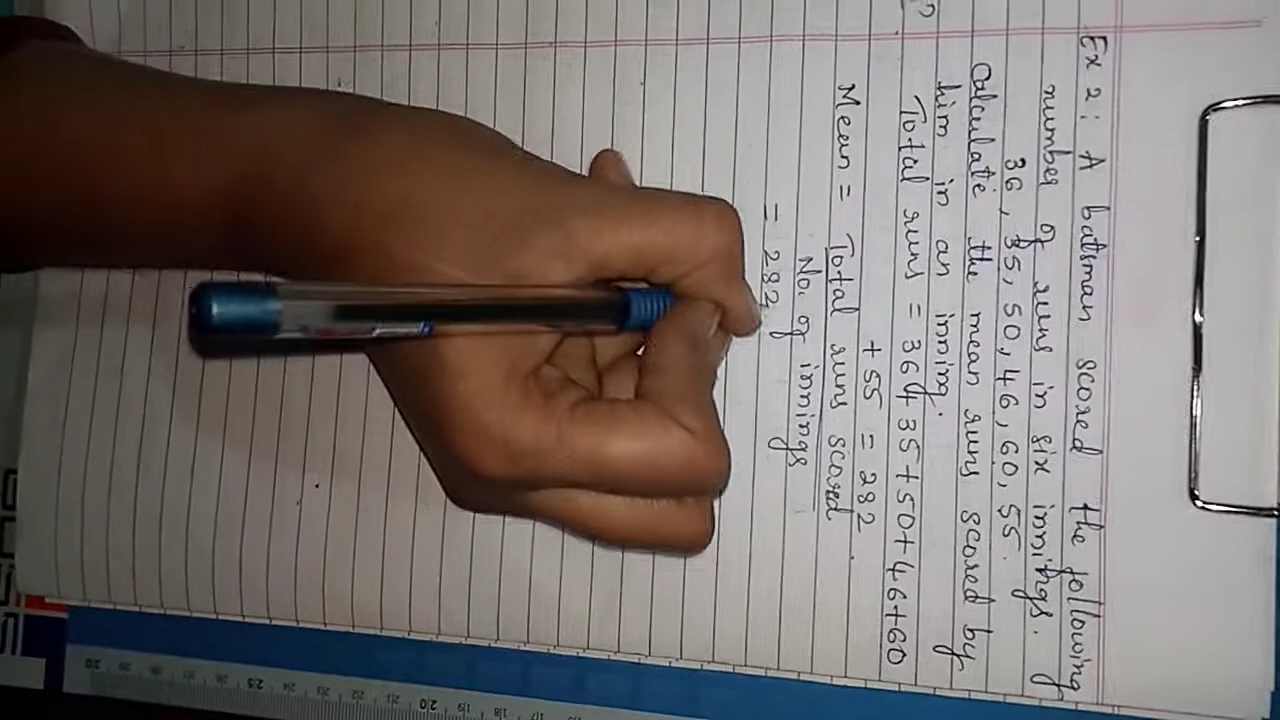 Ex 2: A batsman scored the following
number of runs in six innings.
36, 35, 50, 46, 60, 55.
Calculate the mean runs scored by
him in an inning.
Total runs = 36+35+50+46+60
+55 = 282.
Mean = Total runs scored
No. of innings
= 282